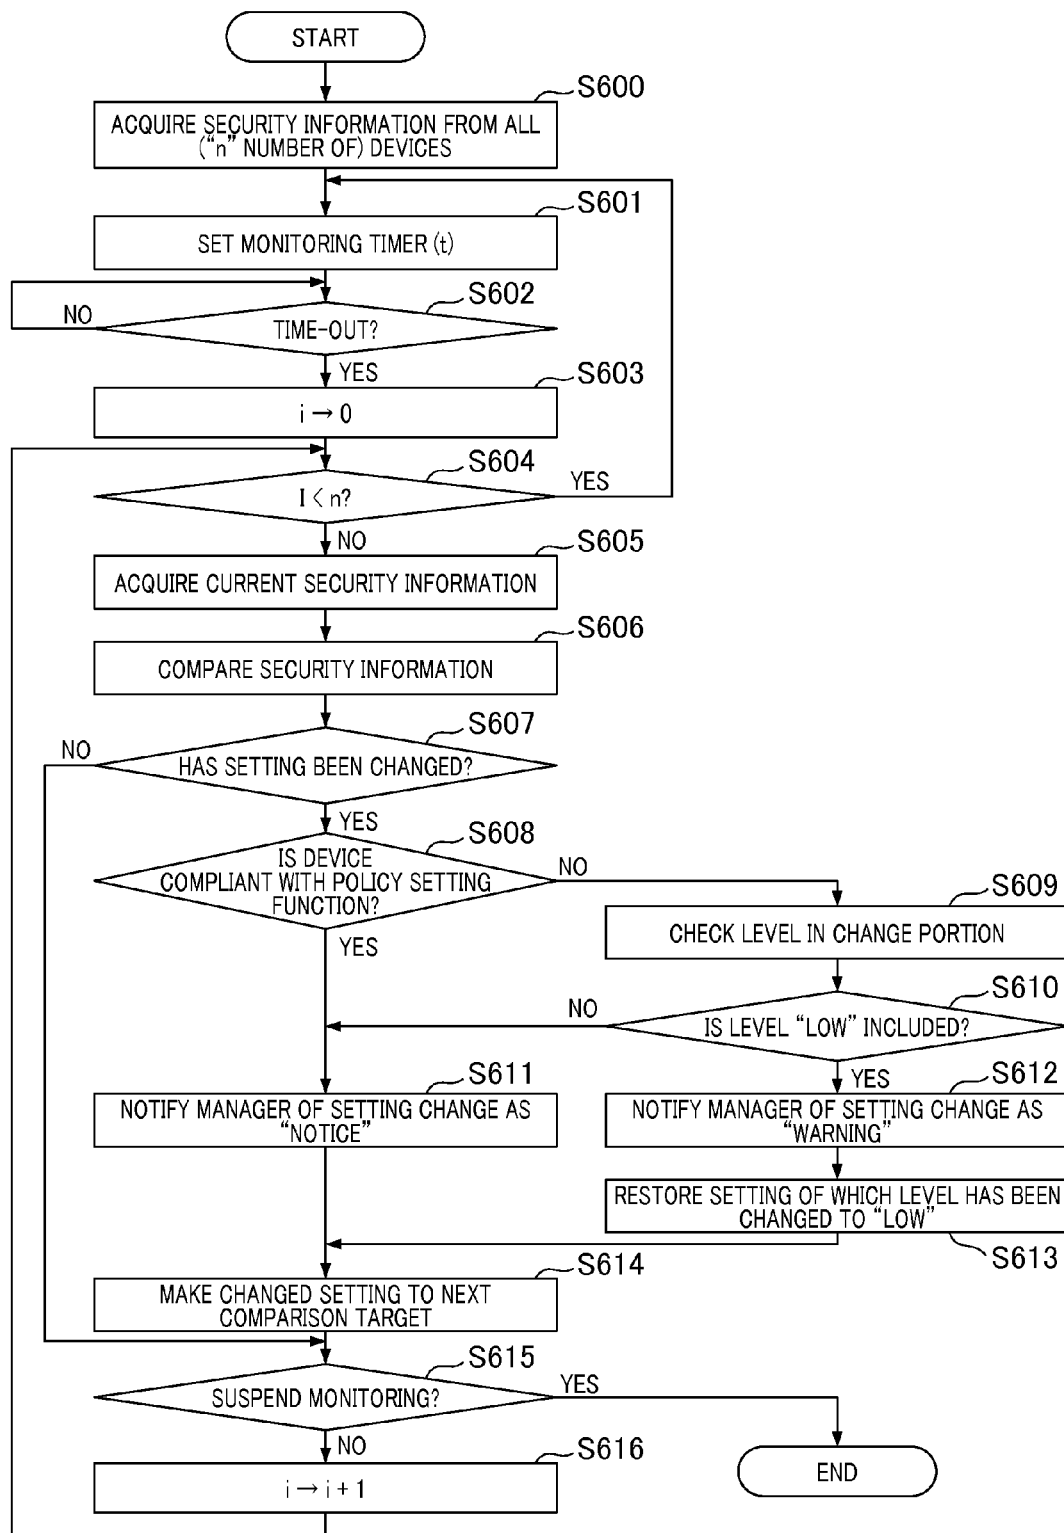 START
S600
ACQUIRE SECURITY INFORMATION FROM ALL
(“n” NUMBER OF) DEVICES
S601
SET MONITORING TIMER (t)
S602
NO
TIME-OUT?
YES
S603
i → 0
S604
YES
I < n?
NO
S605
ACQUIRE CURRENT SECURITY INFORMATION
S606
COMPARE SECURITY INFORMATION
S607
NO
HAS SETTING BEEN CHANGED?
YES
S608
IS DEVICE
COMPLIANT WITH POLICY SETTING
FUNCTION?
NO
YES
S609
CHECK LEVEL IN CHANGE PORTION
S610
NO
IS LEVEL “LOW” INCLUDED?
YES
S611
NOTIFY MANAGER OF SETTING CHANGE AS
“NOTICE”
S612
NOTIFY MANAGER OF SETTING CHANGE AS
“WARNING”
RESTORE SETTING OF WHICH LEVEL HAS BEEN
CHANGED TO “LOW”
S613
S614
MAKE CHANGED SETTING TO NEXT
COMPARISON TARGET
S615
SUSPEND MONITORING?
YES
NO
S616
i → i + 1
END